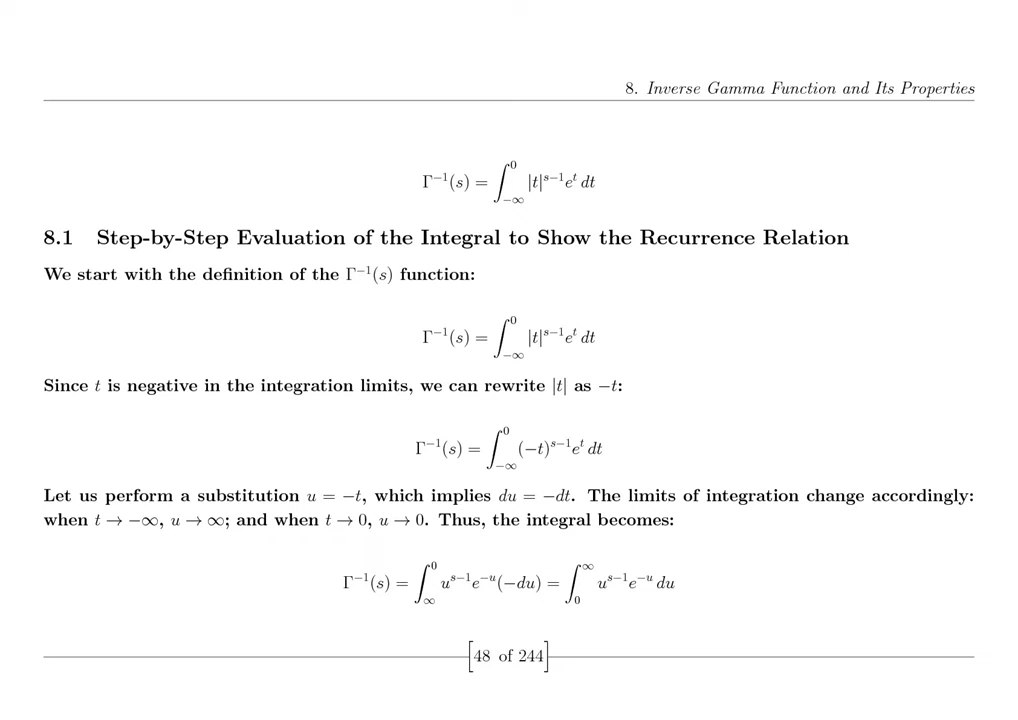 8. Inverse Gamma Function and Its Properties
Γ⁻¹(s) = ∫_{−∞}^{0} |t|^{s−1} e^{t} dt
8.1 Step-by-Step Evaluation of the Integral to Show the Recurrence Relation
We start with the definition of the Γ⁻¹(s) function:
Γ⁻¹(s) = ∫_{−∞}^{0} |t|^{s−1} e^{t} dt
Since t is negative in the integration limits, we can rewrite |t| as −t:
Γ⁻¹(s) = ∫_{−∞}^{0} (−t)^{s−1} e^{t} dt
Let us perform a substitution u = −t, which implies du = −dt. The limits of integration change accordingly:
when t → −∞, u → ∞; and when t → 0, u → 0. Thus, the integral becomes:
Γ⁻¹(s) = ∫_{∞}^{0} u^{s−1} e^{−u} (−du) = ∫_{0}^{∞} u^{s−1} e^{−u} du
[48 of 244]